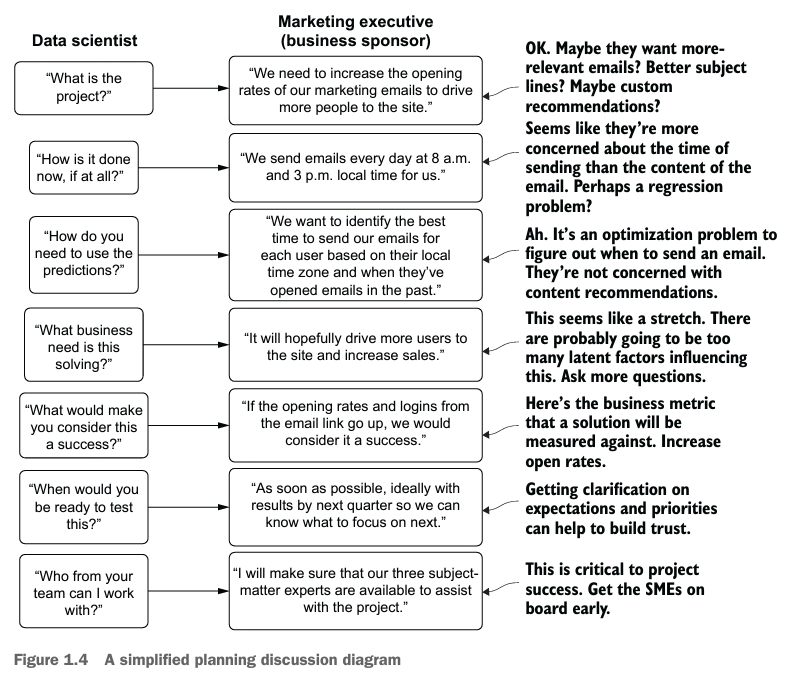 Data scientist
Marketing executive
(business sponsor)
“What is the
project?”
“We need to increase the opening
rates of our marketing emails to drive
more people to the site.”
OK. Maybe they want more-
relevant emails? Better subject
lines? Maybe custom
recommendations?
“How is it done
now, if at all?”
“We send emails every day at 8 a.m.
and 3 p.m. local time for us.”
Seems like they’re more
concerned about the time of
sending than the content of the
email. Perhaps a regression
problem?
“How do you
need to use the
predictions?”
“We want to identify the best
time to send our emails for
each user based on their local
time zone and when they’ve
opened emails in the past.”
Ah. It’s an optimization problem to
figure out when to send an email.
They’re not concerned with
content recommendations.
“What business
need is this
solving?”
“It will hopefully drive more users to
the site and increase sales.”
This seems like a stretch. There
are probably going to be too
many latent factors influencing
this. Ask more questions.
“What would make
you consider this
a success?”
“If the opening rates and logins from
the email link go up, we would
consider it a success.”
Here’s the business metric
that a solution will be
measured against. Increase
open rates.
“When would you
be ready to test
this?”
“As soon as possible, ideally with
results by next quarter so we can
know what to focus on next.”
Getting clarification on
expectations and priorities
can help to build trust.
“Who from your
team can I work
with?”
“I will make sure that our three subject-
matter experts are available to assist
with the project.”
This is critical to project
success. Get the SMEs on
board early.
Figure 1.4 A simplified planning discussion diagram